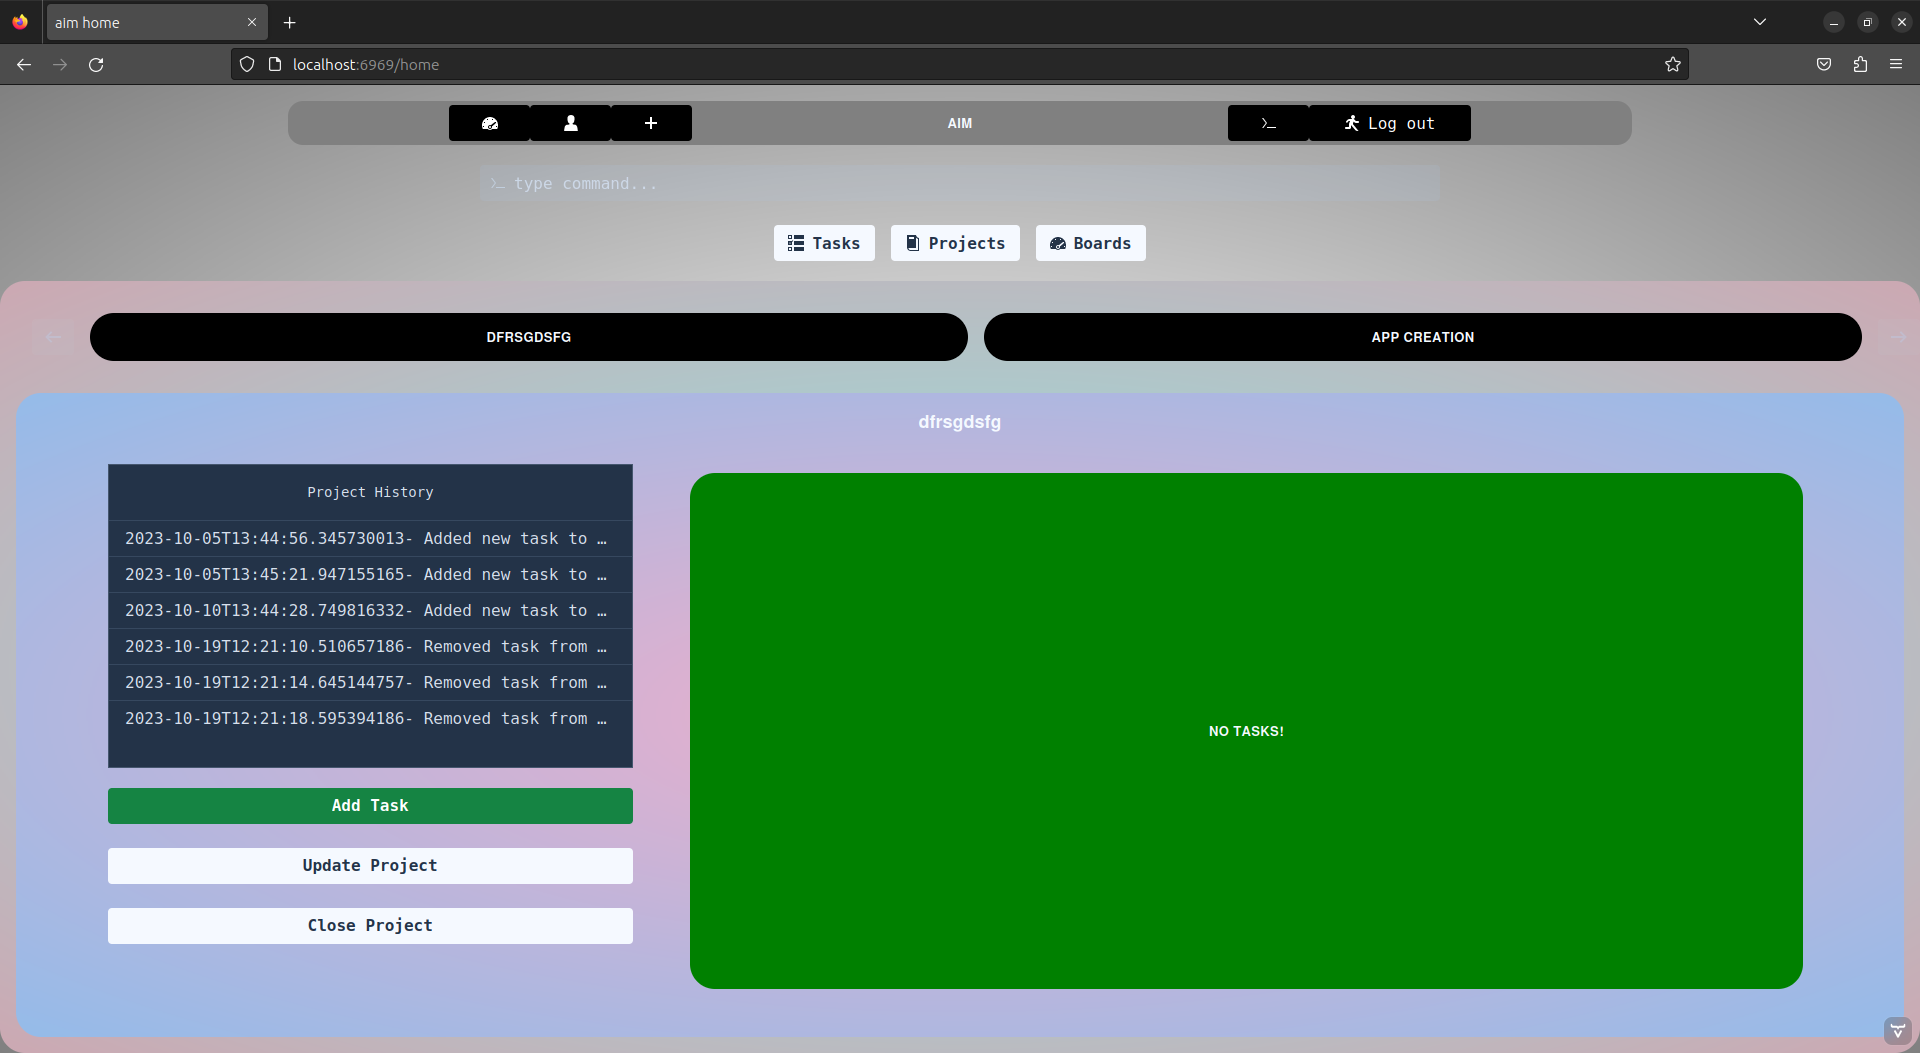 aim home
localhost:6969/home
AIM
Log out
type command...
Tasks
Projects
Boards
DFRSGDSFG
APP CREATION
dfrsgdsfg
Project History
2023-10-05T13:44:56.345730013- Added new task to …
2023-10-05T13:45:21.947155165- Added new task to …
2023-10-10T13:44:28.749816332- Added new task to …
2023-10-19T12:21:10.510657186- Removed task from …
2023-10-19T12:21:14.645144757- Removed task from …
2023-10-19T12:21:18.595394186- Removed task from …
NO TASKS!
Add Task
Update Project
Close Project